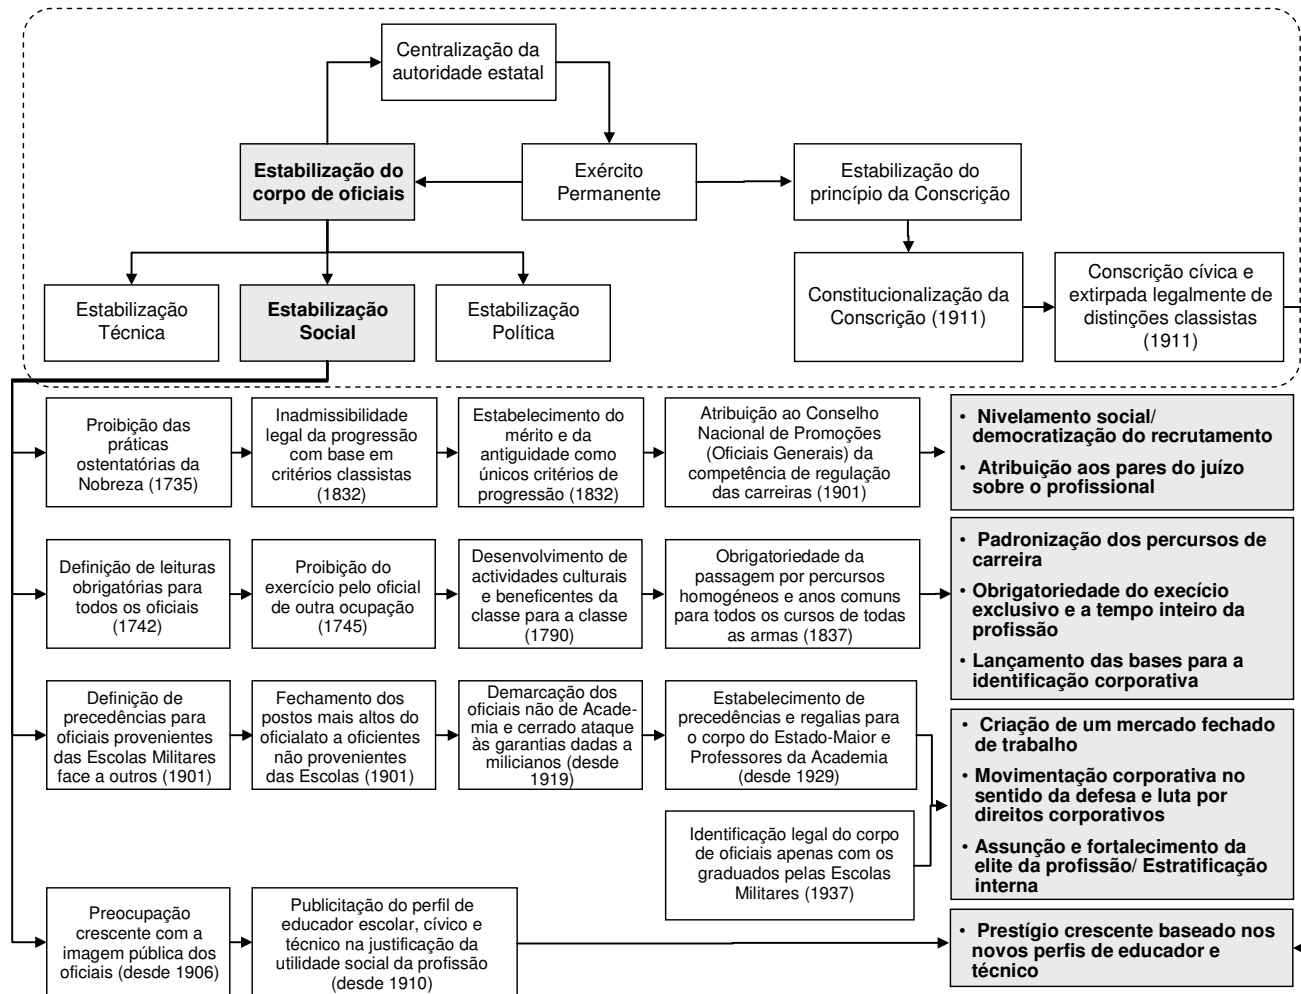 Centralização da
autoridade estatal
Estabilização do
corpo de oficiais
Exército
Permanente
Estabilização do
princípio da Conscrição
Estabilização
Técnica
Estabilização
Social
Estabilização
Política
Constitucionalização da
Conscrição (1911)
Conscrição cívica e
extirpada legalmente de
distinções classistas
(1911)
Proibição das
práticas
ostentatórias da
Nobreza (1735)
Inadmissibilidade
legal da progressão
com base em
critérios classistas
(1832)
Estabelecimento do
mérito e da
antiguidade como
únicos critérios de
progressão (1832)
Atribuição ao Conselho
Nacional de Promoções
(Oficiais Generais) da
competência de regulação
das carreiras (1901)
• Nivelamento social/
democratização do recrutamento
• Atribuição aos pares do juízo
sobre o profissional
Definição de leituras
obrigatórias para
todos os oficiais
(1742)
Proibição do
exercício pelo oficial
de outra ocupação
(1745)
Desenvolvimento de
actividades culturais
e beneficentes da
classe para a classe
(1790)
Obrigatoriedade da
passagem por percursos
homogéneos e anos comuns
para todos os cursos de todas
as armas (1837)
• Padronização dos percursos de
carreira
• Obrigatoriedade do execício
exclusivo e a tempo inteiro da
profissão
• Lançamento das bases para a
identificação corporativa
Definição de
precedências para
oficiais provenientes
das Escolas Militares
face a outros (1901)
Fechamento dos
postos mais altos do
oficialato a oficientes
não provenientes
das Escolas (1901)
Demarcação dos
oficiais não de Acade-
mia e cerrado ataque
às garantias dadas a
milicianos (desde
1919)
Estabelecimento de
precedências e regalias para
o corpo do Estado-Maior e
Professores da Academia
(desde 1929)
Identificação legal do corpo
de oficiais apenas com os
graduados pelas Escolas
Militares (1937)
• Criação de um mercado fechado
de trabalho
• Movimentação corporativa no
sentido da defesa e luta por
direitos corporativos
• Assunção e fortalecimento da
elite da profissão/ Estratificação
interna
Preocupação
crescente com a
imagem pública dos
oficiais (desde 1906)
Publicitação do perfil de
educador escolar, cívico e
técnico na justificação da
utilidade social da profissão
(desde 1910)
• Prestígio crescente baseado nos
novos perfis de educador e
técnico